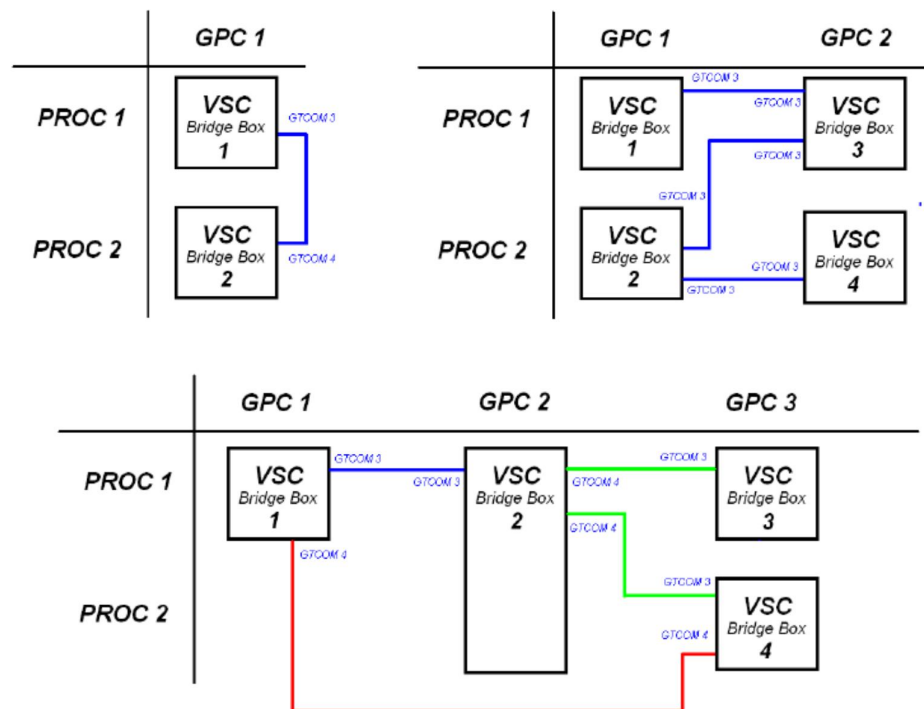 GPC 1
PROC 1
VSC
Bridge Box
1
GTCOM 3
PROC 2
VSC
Bridge Box
2
GTCOM 4
GPC 1
GPC 2
PROC 1
VSC
Bridge Box
1
GTCOM 3
GTCOM 3
VSC
Bridge Box
3
GTCOM 3
GTCOM 3
PROC 2
VSC
Bridge Box
2
GTCOM 3
GTCOM 3
VSC
Bridge Box
4
GPC 1
GPC 2
GPC 3
PROC 1
VSC
Bridge Box
1
GTCOM 3
GTCOM 3
GTCOM 4
VSC
Bridge Box
2
GTCOM 4
GTCOM 4
GTCOM 3
VSC
Bridge Box
3
PROC 2
GTCOM 3
GTCOM 4
VSC
Bridge Box
4